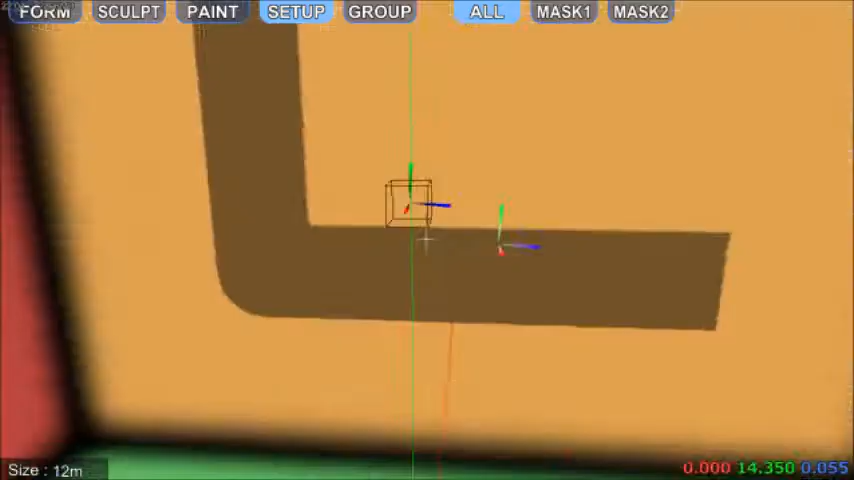 FORM SCULPT PAINT SETUP GROUP ALL MASK1 MASK2
Size : 12m
0.000 14.350 0.055